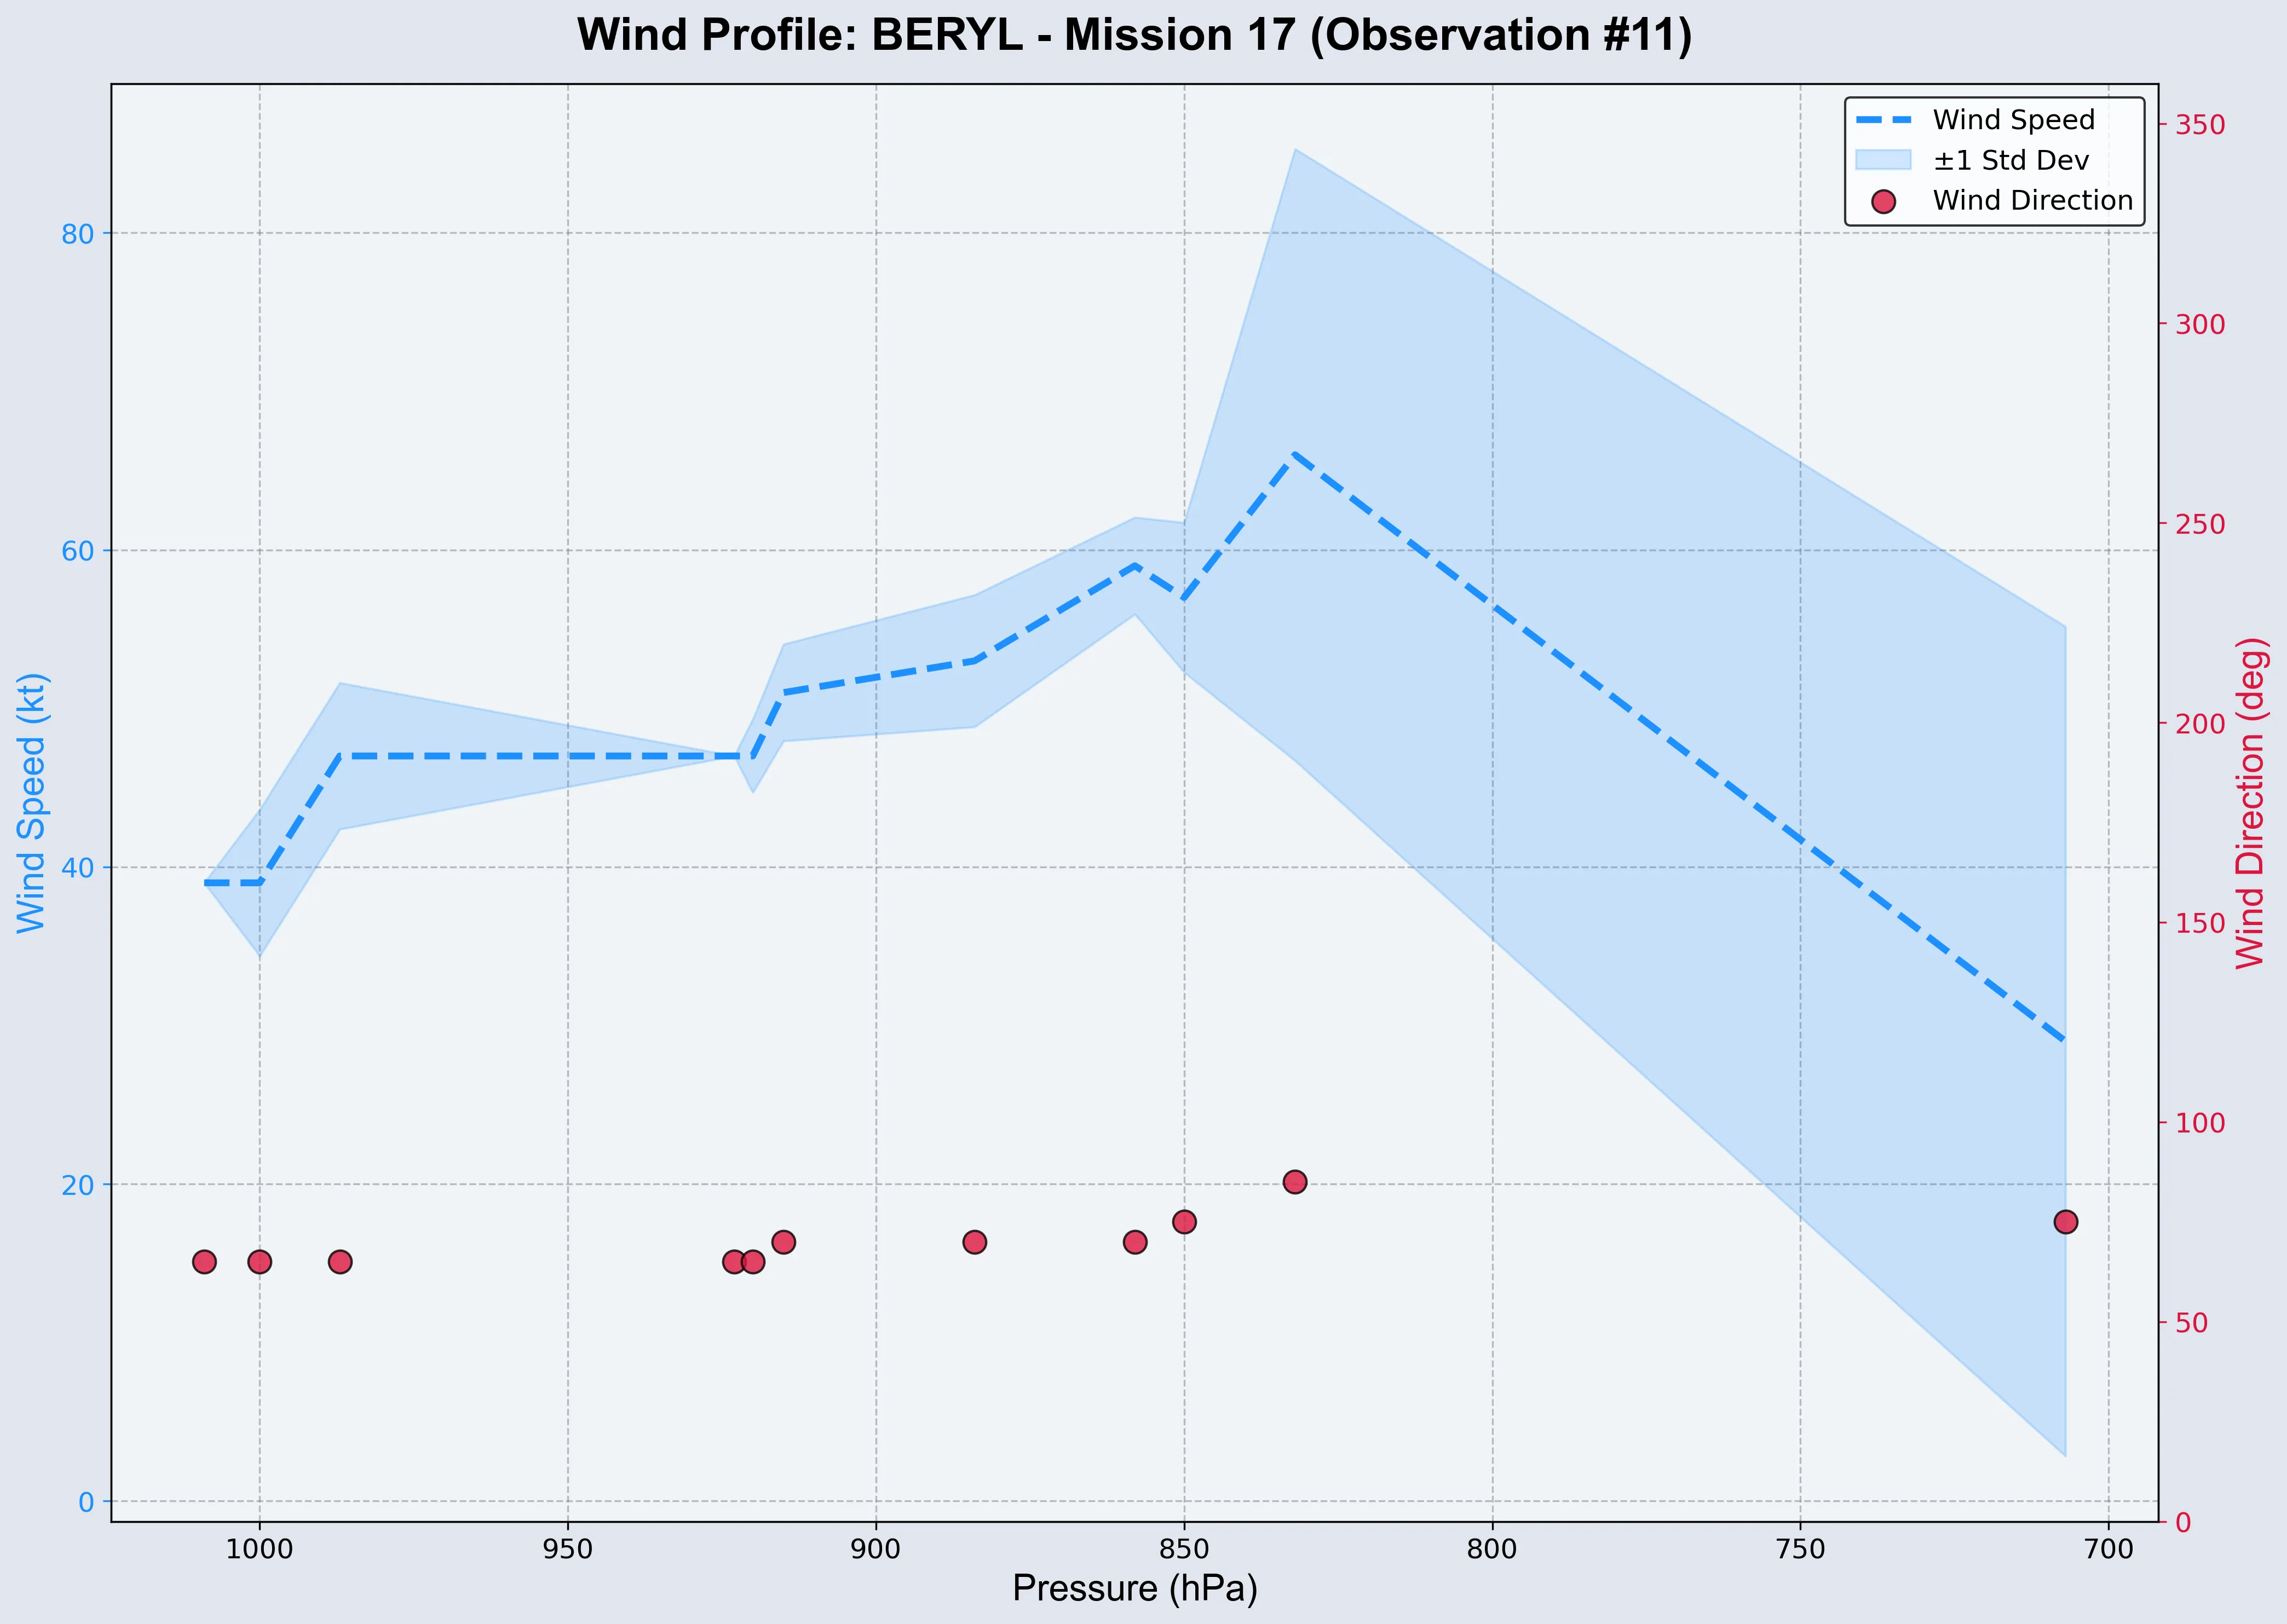 Wind Profile: BERYL - Mission 17 (Observation #11)
Wind Speed
±1 Std Dev
Wind Direction
Wind Speed (kt)
80
60
40
20
0
350
300
250
200
150
100
50
0
Wind Direction (deg)
1000
950
900
850
800
750
700
Pressure (hPa)